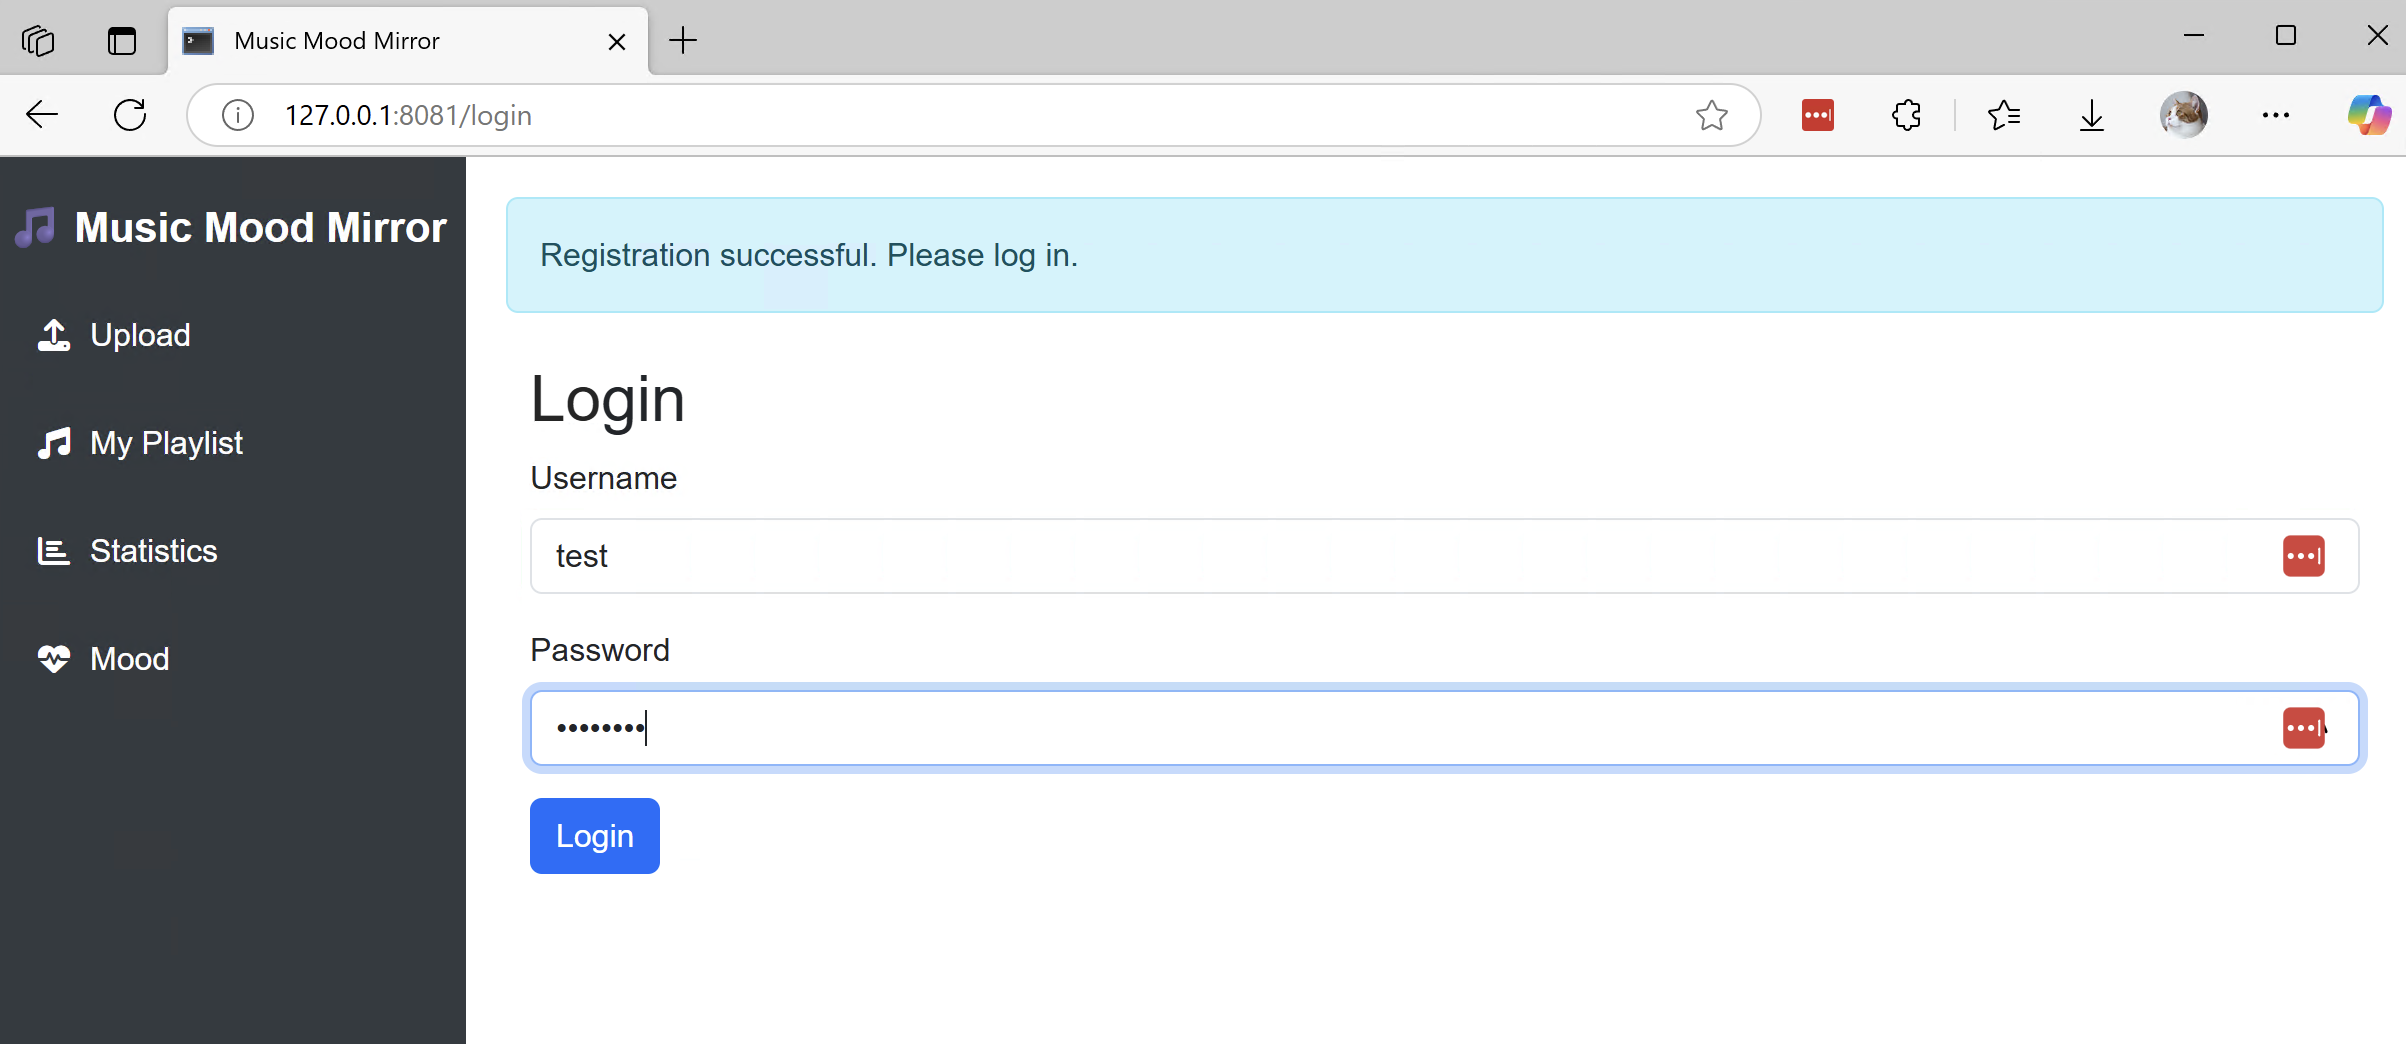 Music Mood Mirror
127.0.0.1:8081/login
Music Mood Mirror
Upload
My Playlist
Statistics
Mood
Registration successful. Please log in.
Login
Username
test
Password
••••••••
Login